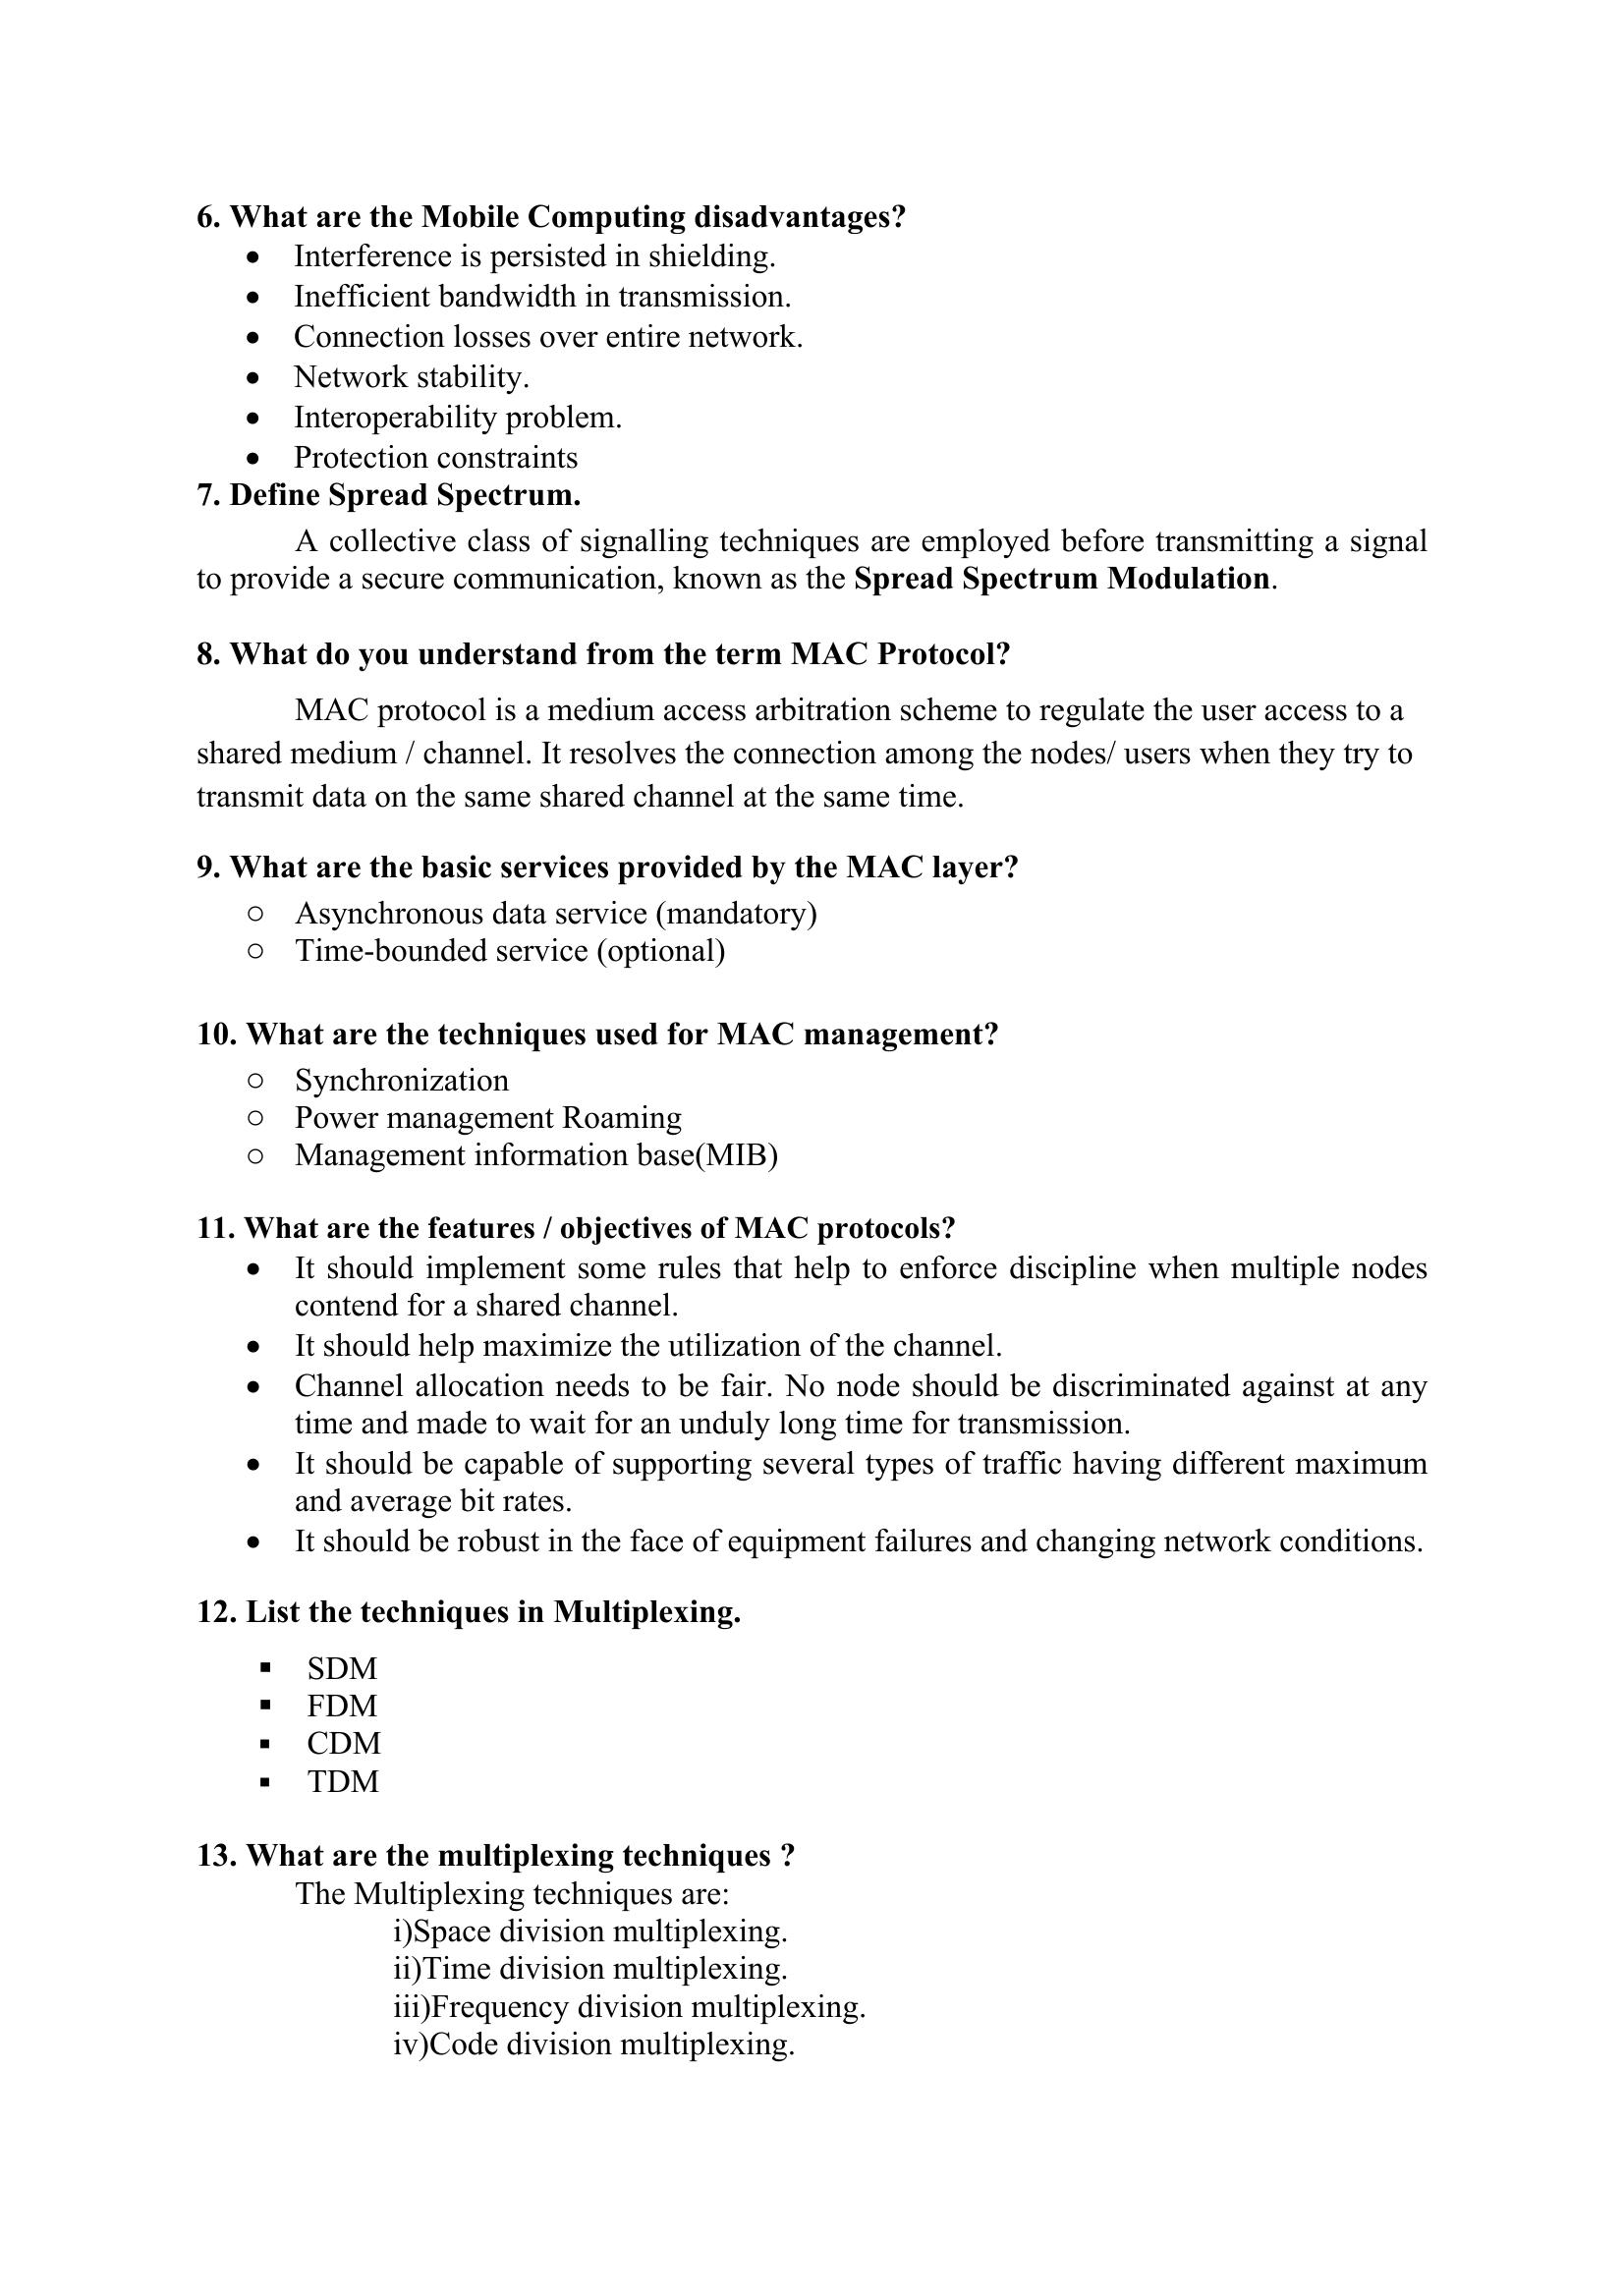 6. What are the Mobile Computing disadvantages?
• Interference is persisted in shielding.
• Inefficient bandwidth in transmission.
• Connection losses over entire network.
• Network stability.
• Interoperability problem.
• Protection constraints
7. Define Spread Spectrum.
A collective class of signalling techniques are employed before transmitting a signal
to provide a secure communication, known as the Spread Spectrum Modulation.
8. What do you understand from the term MAC Protocol?
MAC protocol is a medium access arbitration scheme to regulate the user access to a
shared medium / channel. It resolves the connection among the nodes/ users when they try to
transmit data on the same shared channel at the same time.
9. What are the basic services provided by the MAC layer?
○ Asynchronous data service (mandatory)
○ Time-bounded service (optional)
10. What are the techniques used for MAC management?
○ Synchronization
○ Power management Roaming
○ Management information base(MIB)
11. What are the features / objectives of MAC protocols?
• It should implement some rules that help to enforce discipline when multiple nodes
contend for a shared channel.
• It should help maximize the utilization of the channel.
• Channel allocation needs to be fair. No node should be discriminated against at any
time and made to wait for an unduly long time for transmission.
• It should be capable of supporting several types of traffic having different maximum
and average bit rates.
• It should be robust in the face of equipment failures and changing network conditions.
12. List the techniques in Multiplexing.
▪ SDM
▪ FDM
▪ CDM
▪ TDM
13. What are the multiplexing techniques ?
The Multiplexing techniques are:
i)Space division multiplexing.
ii)Time division multiplexing.
iii)Frequency division multiplexing.
iv)Code division multiplexing.